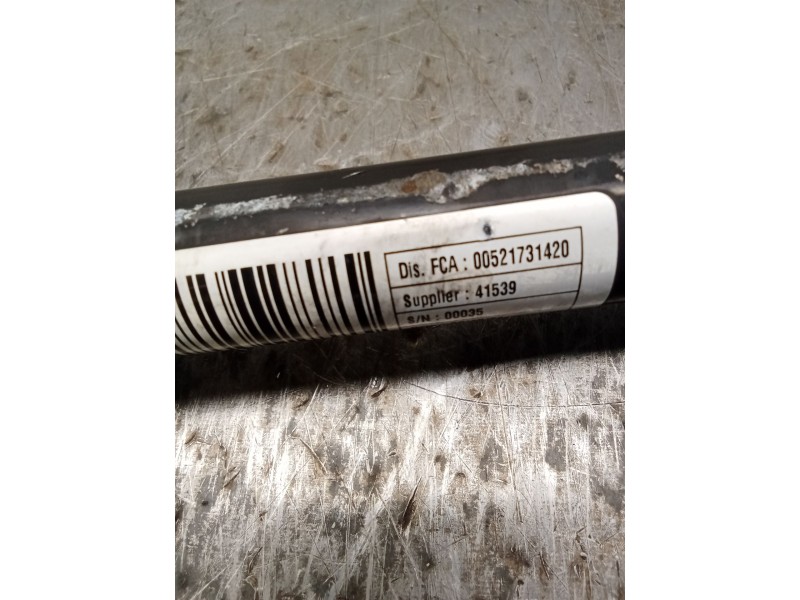 Dis. FCA : 00521731420
Supplier : 41539
S/N : 00035